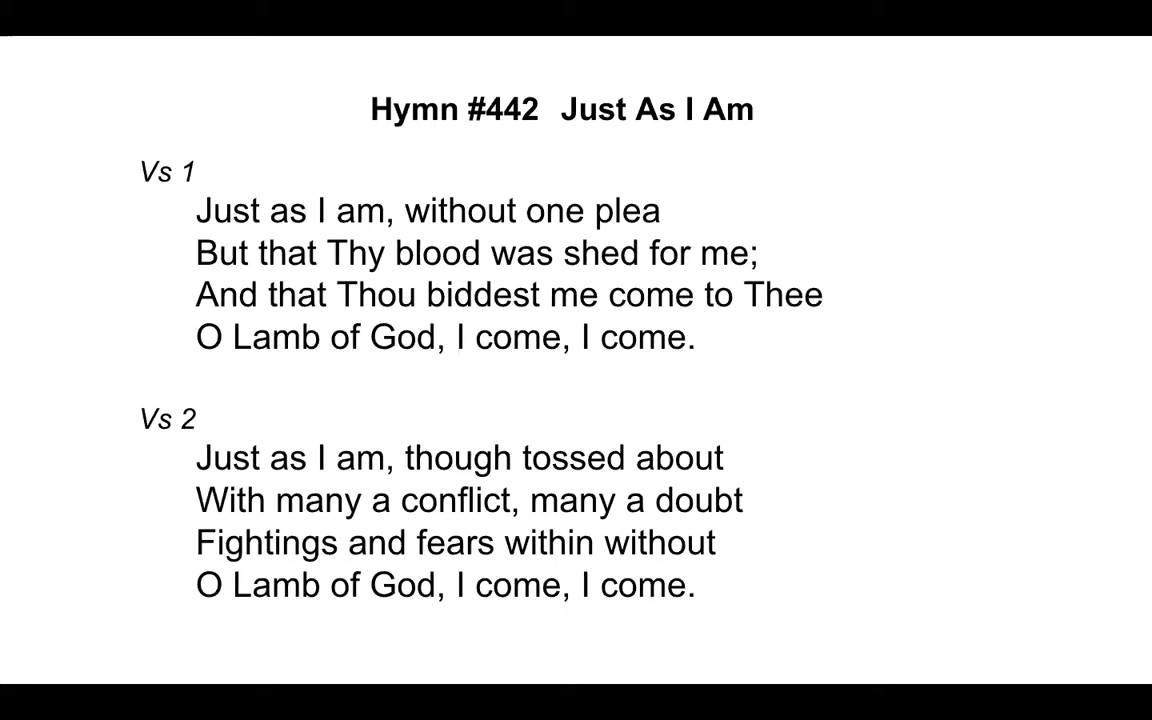 Hymn #442 Just As I Am
Vs 1
Just as I am, without one plea
But that Thy blood was shed for me;
And that Thou biddest me come to Thee
O Lamb of God, I come, I come.
Vs 2
Just as I am, though tossed about
With many a conflict, many a doubt
Fightings and fears within without
O Lamb of God, I come, I come.